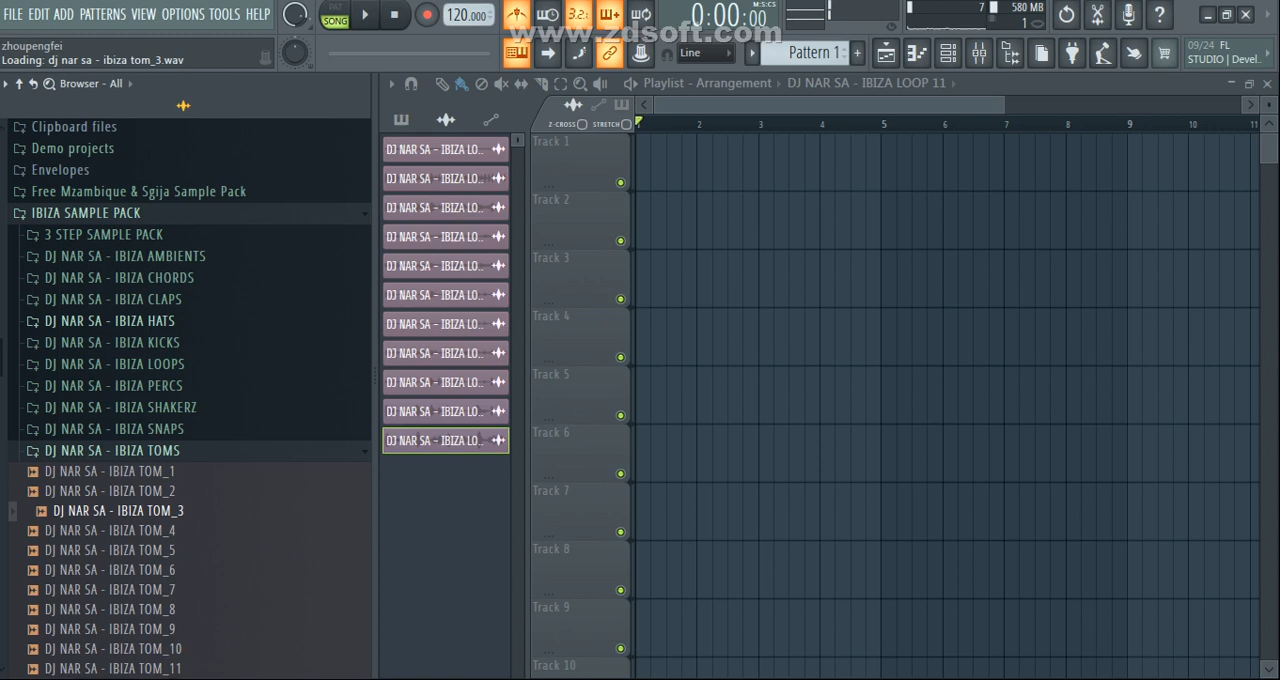 FILE EDIT ADD PATTERNS VIEW OPTIONS TOOLS HELP
PAT
SONG
120.000
3.2.
0:00:00
M:S:CS
7
580 MB
1
www.zdsoft.com
zhoupengfei
Loading: dj nar sa - ibiza tom_3.wav
Line
Pattern 1
09/24 FL
STUDIO | Devel..
Browser - All
Playlist - Arrangement
DJ NAR SA - IBIZA LOOP 11
Z-CROSS
STRETCH
1 2 3 4 5 6 7 8 9 10 11
Clipboard files
Demo projects
Envelopes
Free Mzambique & Sgija Sample Pack
IBIZA SAMPLE PACK
3 STEP SAMPLE PACK
DJ NAR SA - IBIZA AMBIENTS
DJ NAR SA - IBIZA CHORDS
DJ NAR SA - IBIZA CLAPS
DJ NAR SA - IBIZA HATS
DJ NAR SA - IBIZA KICKS
DJ NAR SA - IBIZA LOOPS
DJ NAR SA - IBIZA PERCS
DJ NAR SA - IBIZA SHAKERZ
DJ NAR SA - IBIZA SNAPS
DJ NAR SA - IBIZA TOMS
DJ NAR SA - IBIZA TOM_1
DJ NAR SA - IBIZA TOM_2
DJ NAR SA - IBIZA TOM_3
DJ NAR SA - IBIZA TOM_4
DJ NAR SA - IBIZA TOM_5
DJ NAR SA - IBIZA TOM_6
DJ NAR SA - IBIZA TOM_7
DJ NAR SA - IBIZA TOM_8
DJ NAR SA - IBIZA TOM_9
DJ NAR SA - IBIZA TOM_10
DJ NAR SA - IBIZA TOM_11
DJ NAR SA - IBIZA LO..
DJ NAR SA - IBIZA LO..
DJ NAR SA - IBIZA LO..
DJ NAR SA - IBIZA LO..
DJ NAR SA - IBIZA LO..
DJ NAR SA - IBIZA LO..
DJ NAR SA - IBIZA LO..
DJ NAR SA - IBIZA LO..
DJ NAR SA - IBIZA LO..
DJ NAR SA - IBIZA LO..
DJ NAR SA - IBIZA LO..
Track 1
Track 2
Track 3
Track 4
Track 5
Track 6
Track 7
Track 8
Track 9
Track 10